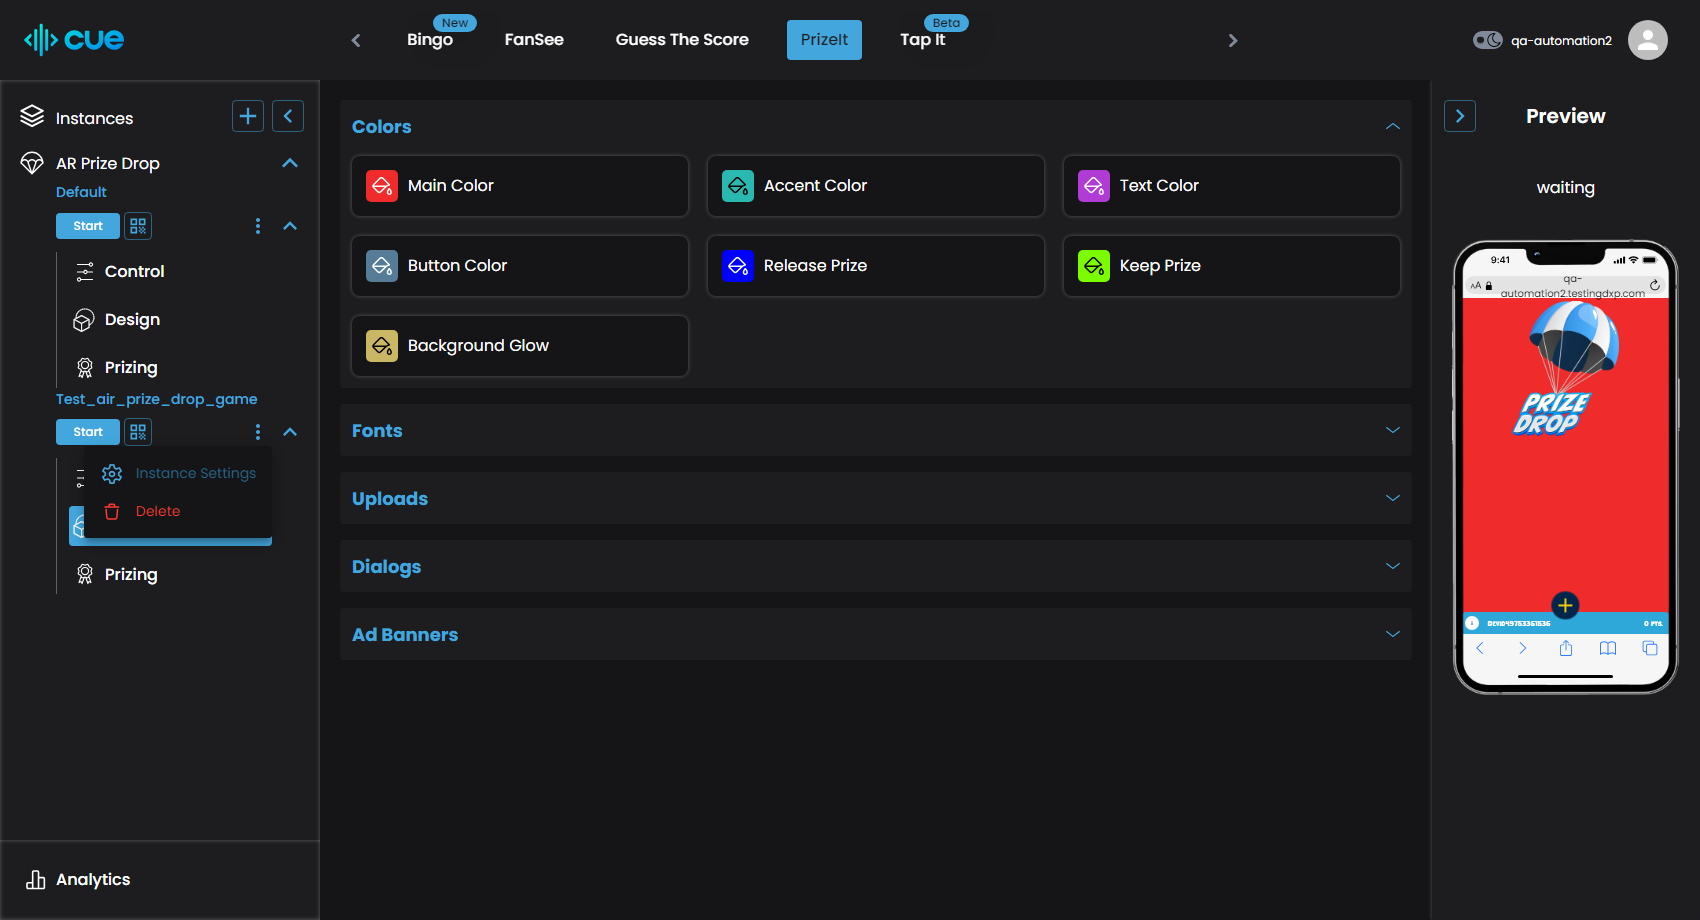 cue
Bingo
New
FanSee
Guess The Score
PrizeIt
Tap It
Beta
qa-automation2
Instances
AR Prize Drop
Default
Start
Control
Design
Prizing
Test_air_prize_drop_game
Start
Instance Settings
Delete
Prizing
Analytics
Colors
Main Color
Accent Color
Text Color
Button Color
Release Prize
Keep Prize
Background Glow
Fonts
Uploads
Dialogs
Ad Banners
Preview
waiting
9:41
AA
qa-
automation2.testingdxp.com
PRIZE
DROP
0 PTS.